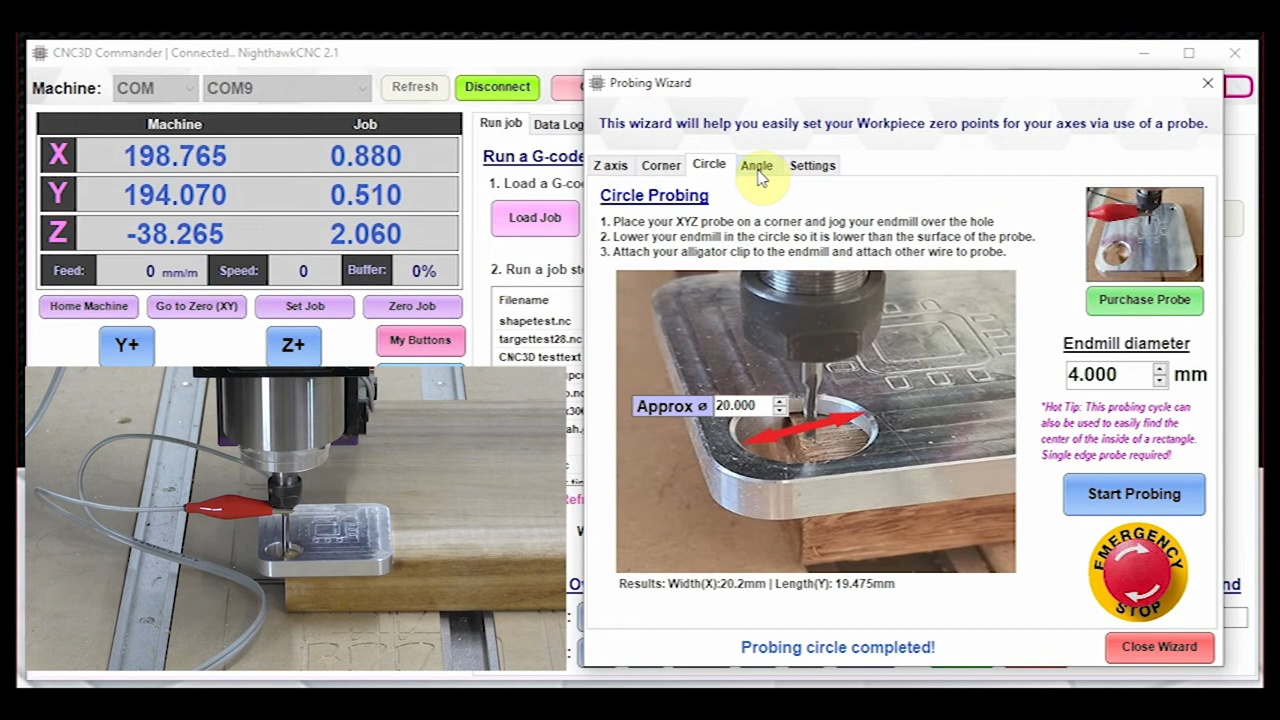 CNC3D Commander | Connected.. NighthawkCNC 2.1
Machine: COM COM9 Refresh Disconnect
Machine Job
X 198.765 0.880
Y 194.070 0.510
Z -38.265 2.060
Feed: 0 mm/m Speed: 0 Buffer: 0%
Home Machine Go to Zero (XY) Set Job Zero Job
Y+ Z+ My Buttons
Run job Data Log
Run a G-code
1. Load a G-co
Load Job
2. Run a job st
Filename
shapetest.nc
targettest28.nc
CNC3D testtext
Probing Wizard
This wizard will help you easily set your Workpiece zero points for your axes via use of a probe.
Z axis Corner Circle Angle Settings
Circle Probing
1. Place your XYZ probe on a corner and jog your endmill over the hole
2. Lower your endmill in the circle so it is lower than the surface of the probe.
3. Attach your alligator clip to the endmill and attach other wire to probe.
Approx ø 20.000
Results: Width(X):20.2mm | Length(Y): 19.475mm
Purchase Probe
Endmill diameter
4.000 mm
*Hot Tip: This probing cycle can
also be used to easily find the
center of the inside of a rectangle.
Single edge probe required!
Start Probing
EMERGENCY
STOP
Probing circle completed!
Close Wizard